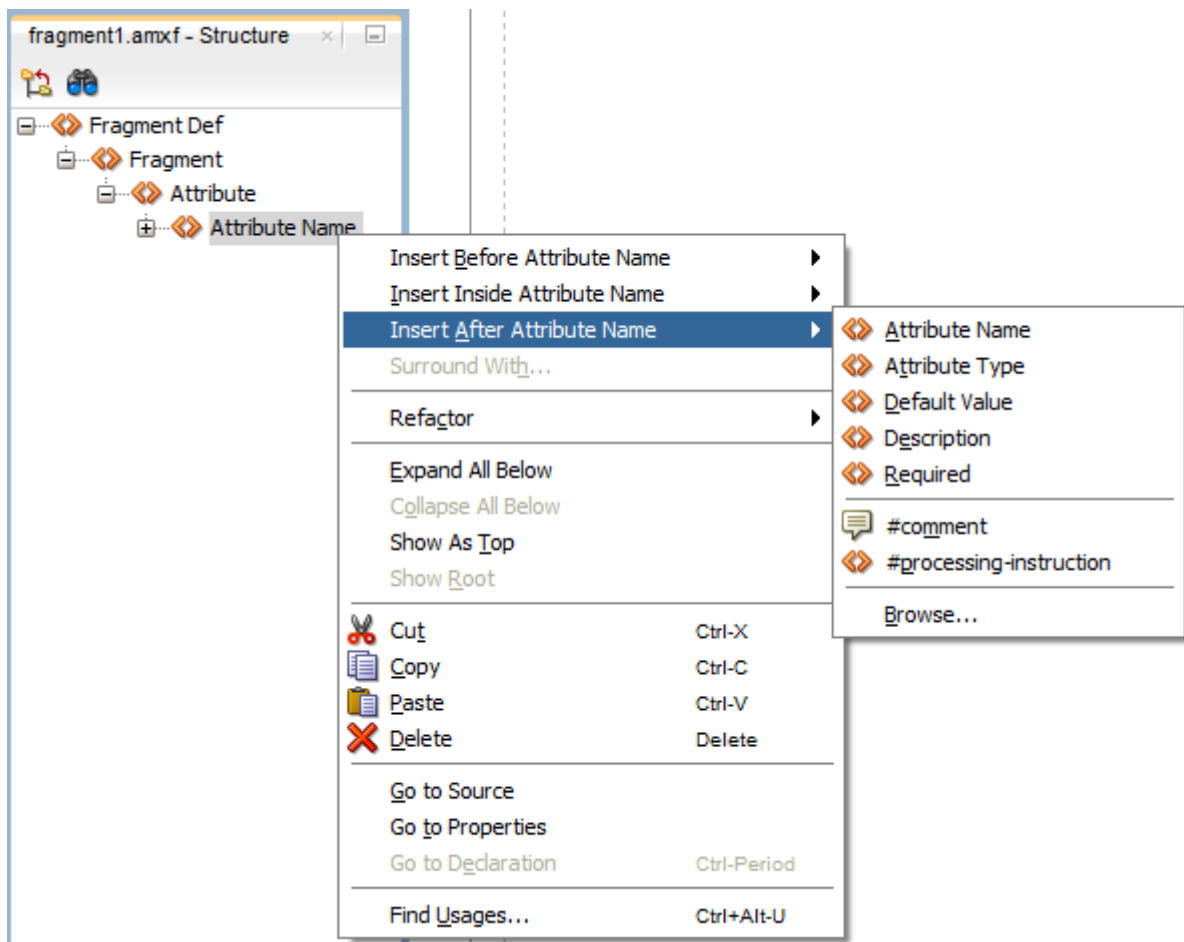 fragment1.amxf - Structure
Fragment Def
Fragment
Attribute
Attribute Name
Insert Before Attribute Name
Insert Inside Attribute Name
Insert After Attribute Name
Surround With...
Refactor
Expand All Below
Collapse All Below
Show As Top
Show Root
Cut Ctrl-X
Copy Ctrl-C
Paste Ctrl-V
Delete Delete
Go to Source
Go to Properties
Go to Declaration Ctrl-Period
Find Usages... Ctrl+Alt-U
Attribute Name
Attribute Type
Default Value
Description
Required
#comment
#processing-instruction
Browse...